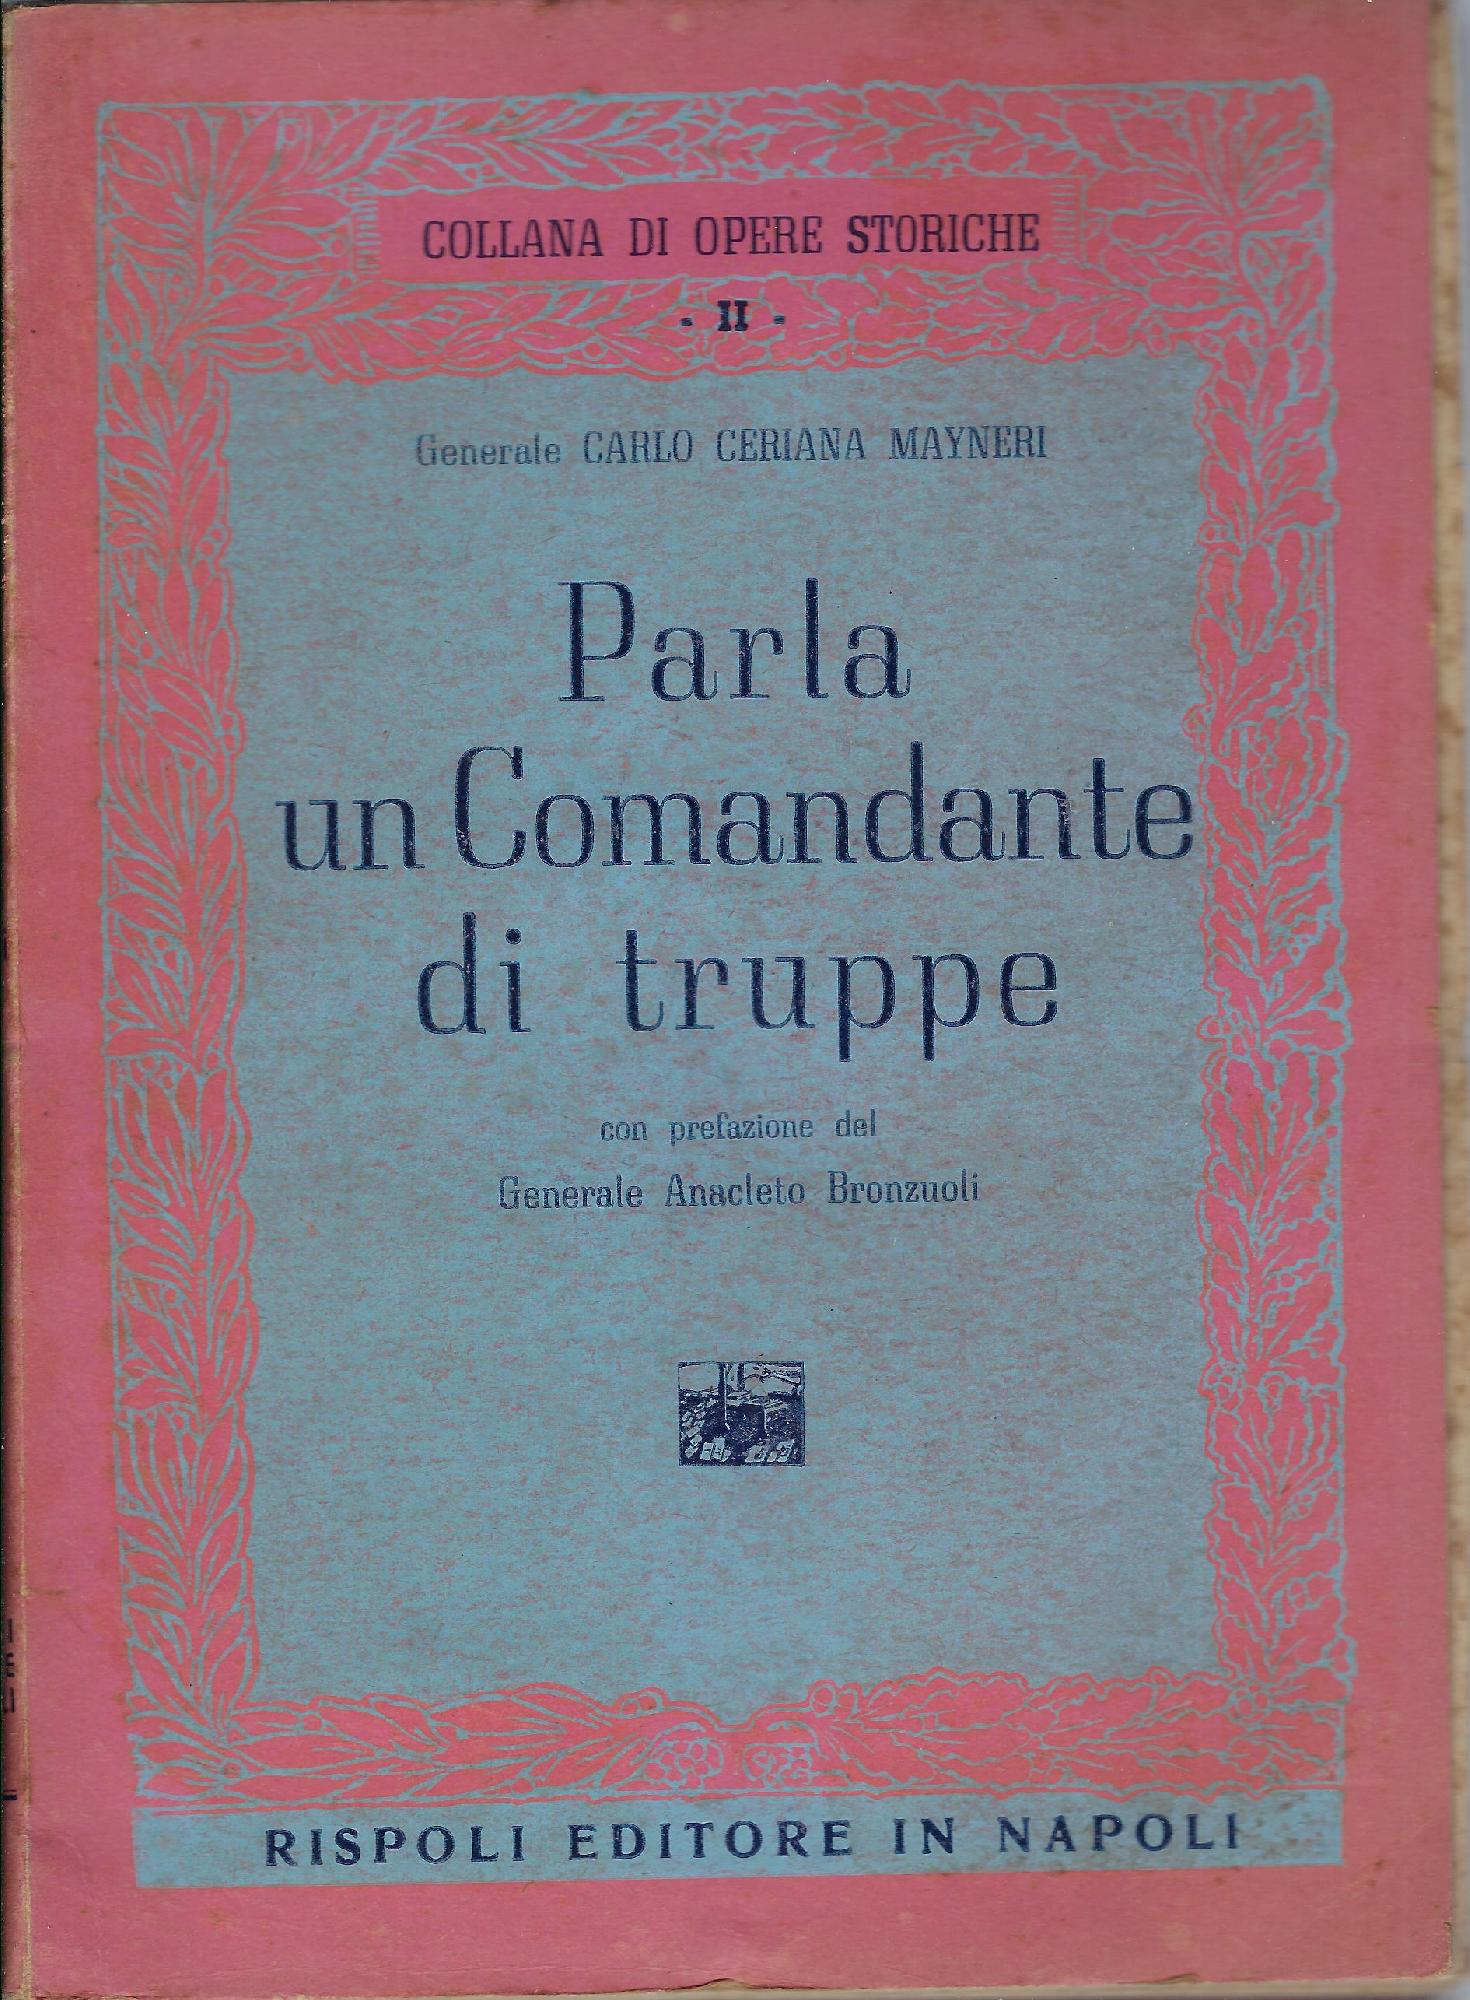 COLLANA DI OPERE STORICHE
- II -
Generale CARLO CERIANA MAYNERI
Parla
un Comandante
di truppe
con prefazione del
Generale Anacleto Bronzuoli
RISPOLI EDITORE IN NAPOLI